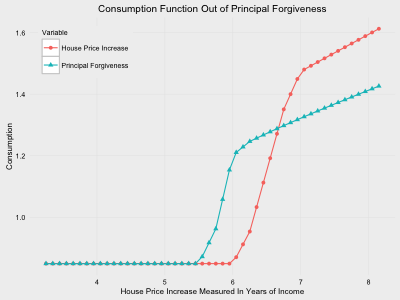 Consumption Function Out of Principal Forgiveness
Variable
House Price Increase
Principal Forgiveness
Consumption
1.6
1.4
1.2
1.0
4 5 6 7 8
House Price Increase Measured In Years of Income